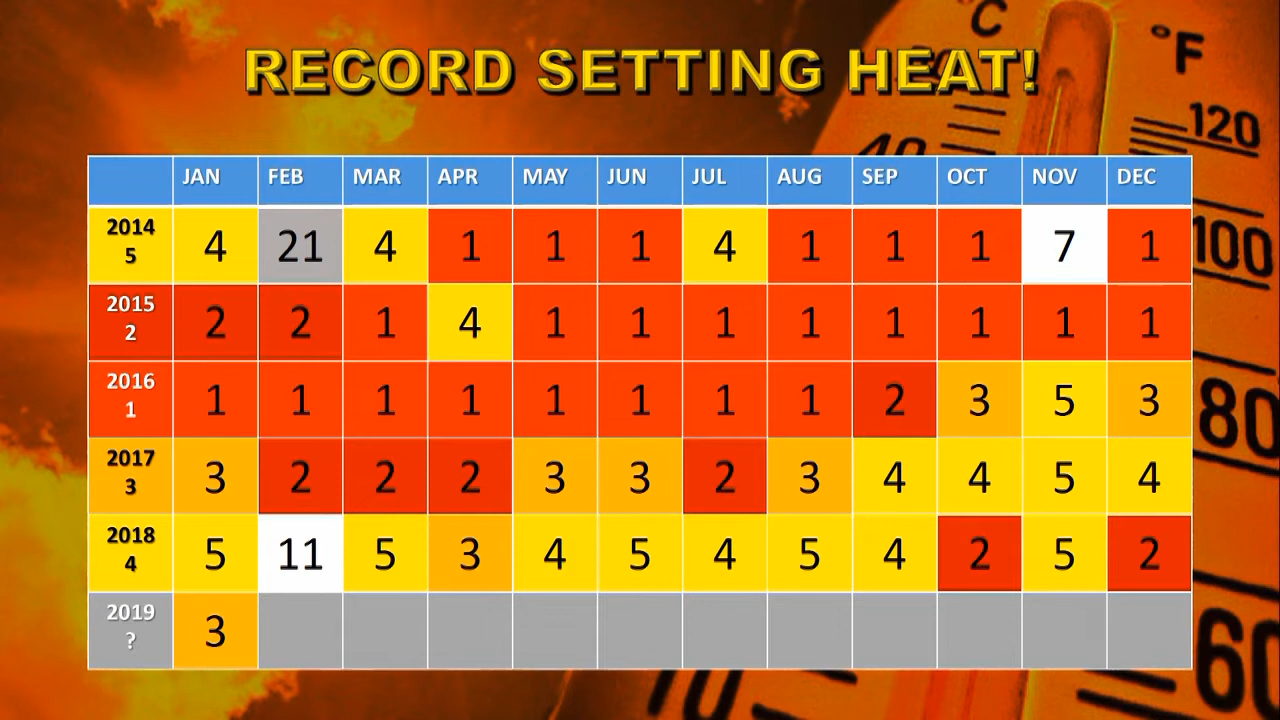 RECORD SETTING HEAT!
°C °F
40 120
100
80
60
JAN FEB MAR APR MAY JUN JUL AUG SEP OCT NOV DEC
2014
5 4 21 4 1 1 1 4 1 1 1 7 1
2015
2 2 2 1 4 1 1 1 1 1 1 1 1
2016
1 1 1 1 1 1 1 1 1 2 3 5 3
2017
3 3 2 2 2 3 3 2 3 4 4 5 4
2018
4 5 11 5 3 4 5 4 5 4 2 5 2
2019
? 3